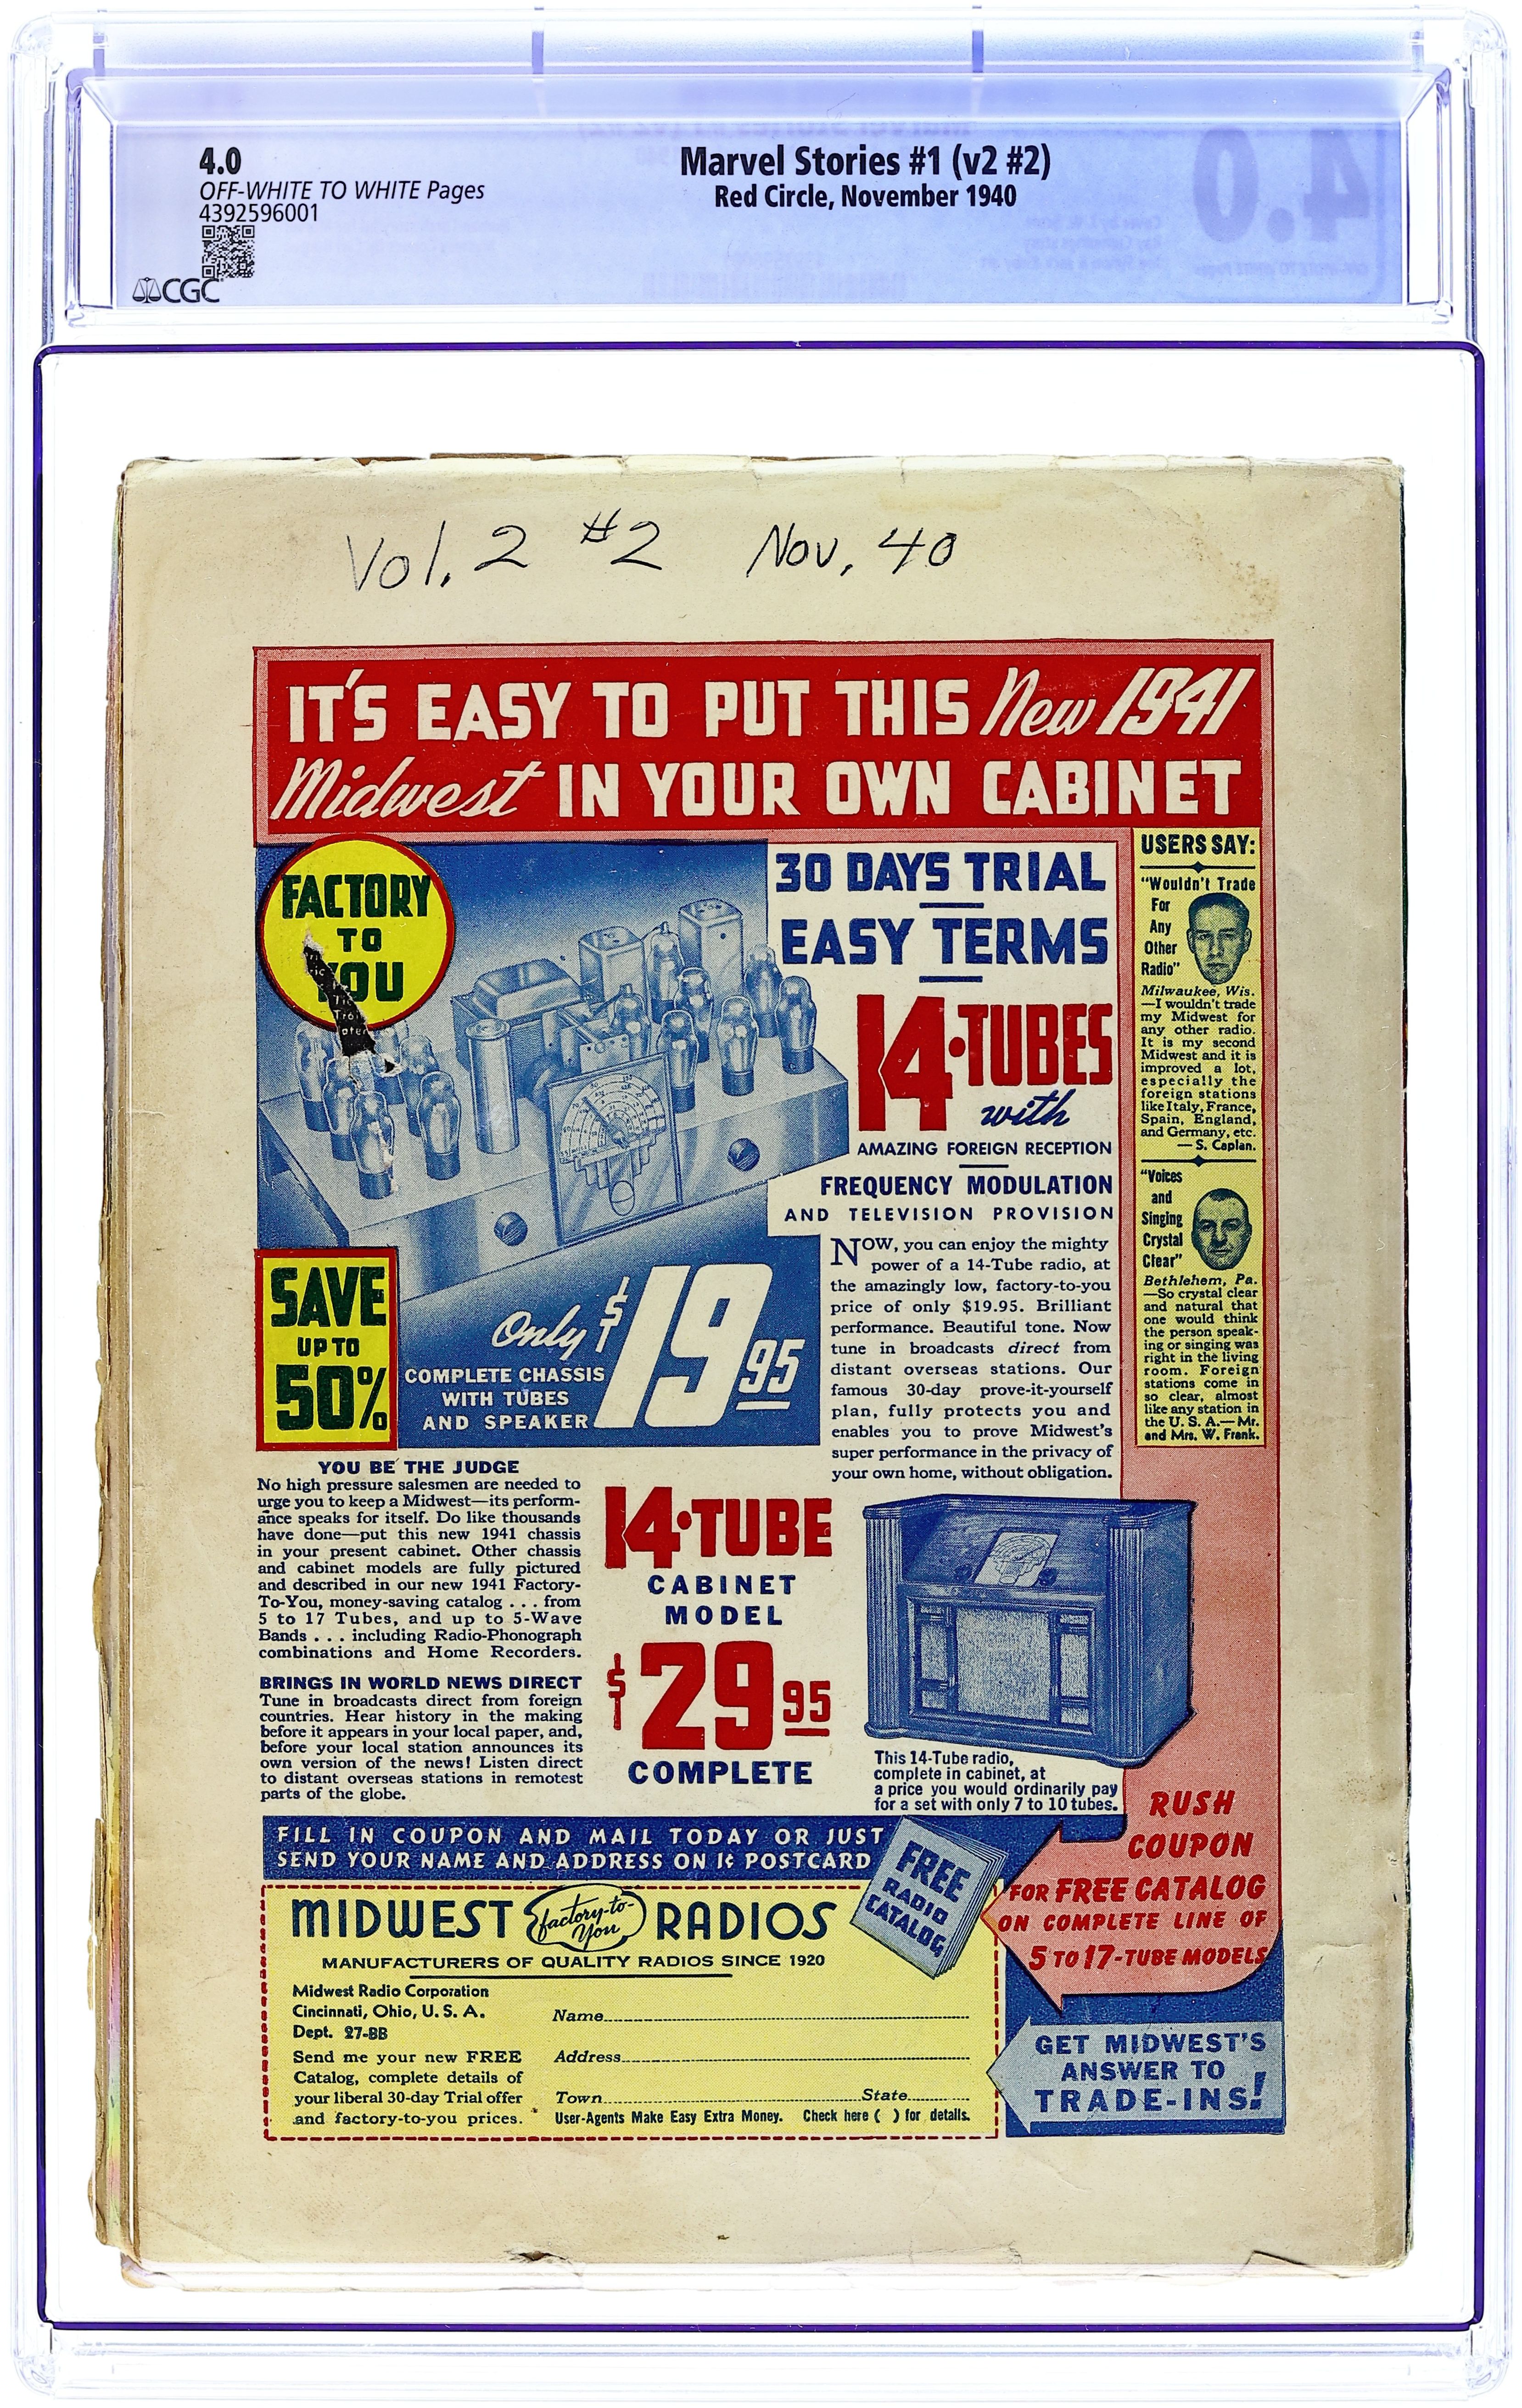 4.0
OFF-WHITE TO WHITE Pages
4392596001
CGC
Marvel Stories #1 (v2 #2)
Red Circle, November 1940
4.0
Vol. 2 #2 Nov. 40
IT'S EASY TO PUT THIS New 1941
Midwest IN YOUR OWN CABINET
FACTORY
TO
YOU
30 DAYS TRIAL
EASY TERMS
14-TUBES
with
AMAZING FOREIGN RECEPTION
FREQUENCY MODULATION
AND TELEVISION PROVISION
NOW, you can enjoy the mighty
power of a 14-Tube radio, at
the amazingly low, factory-to-you
price of only $19.95. Brilliant
performance. Beautiful tone. Now
tune in broadcasts direct from
distant overseas stations. Our
famous 30-day prove-it-yourself
plan, fully protects you and
enables you to prove Midwest's
super performance in the privacy of
your own home, without obligation.
USERS SAY:
"Wouldn't Trade
For
Any
Other
Radio"
Milwaukee, Wis.
—I wouldn't trade
my Midwest for
any other radio.
It is my second
Midwest and it is
improved a lot,
especially the
foreign stations
like Italy, France,
Spain, England,
and Germany, etc.
— S. Caplan.
"Voices
and
Singing
Crystal
Clear"
Bethlehem, Pa.
—So crystal clear
and natural that
one would think
the person speak-
ing or singing was
right in the living
room. Foreign
stations come in
so clear, almost
like any station in
the U. S. A.— Mr.
and Mrs. W. Frank.
SAVE
UP TO
50%
Only $19.95
COMPLETE CHASSIS
WITH TUBES
AND SPEAKER
YOU BE THE JUDGE
No high pressure salesmen are needed to
urge you to keep a Midwest—its perform-
ance speaks for itself. Do like thousands
have done—put this new 1941 chassis
in your present cabinet. Other chassis
and cabinet models are fully pictured
and described in our new 1941 Factory-
To-You, money-saving catalog . . . from
5 to 17 Tubes, and up to 5-Wave
Bands . . . including Radio-Phonograph
combinations and Home Recorders.
BRINGS IN WORLD NEWS DIRECT
Tune in broadcasts direct from foreign
countries. Hear history in the making
before it appears in your local paper, and,
before your local station announces its
own version of the news! Listen direct
to distant overseas stations in remotest
parts of the globe.
14-TUBE
CABINET
MODEL
$29.95
COMPLETE
This 14-Tube radio,
complete in cabinet, at
a price you would ordinarily pay
for a set with only 7 to 10 tubes.
RUSH
COUPON
FOR FREE CATALOG
ON COMPLETE LINE OF
5 TO 17-TUBE MODELS
FILL IN COUPON AND MAIL TODAY OR JUST
SEND YOUR NAME AND ADDRESS ON 1¢ POSTCARD
FREE
RADIO
CATALOG
MIDWEST factory-to-You RADIOS
MANUFACTURERS OF QUALITY RADIOS SINCE 1920
Midwest Radio Corporation
Cincinnati, Ohio, U. S. A.
Dept. 27-BB
Send me your new FREE
Catalog, complete details of
your liberal 30-day Trial offer
and factory-to-you prices.
Name
Address
Town State
User-Agents Make Easy Extra Money. Check here ( ) for details.
GET MIDWEST'S
ANSWER TO
TRADE-INS!